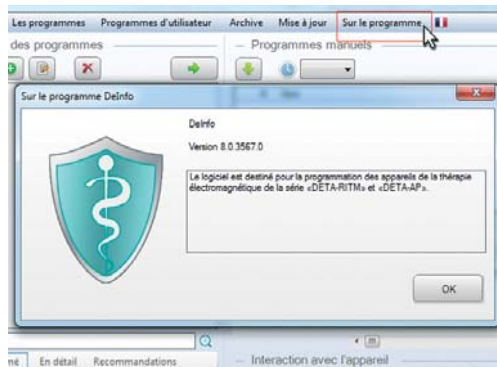 Les programmes Programmes d'utilisateur Archive Mise à jour Sur le programme
des programmes
Programmes manuels
Sur le programme DeInfo
DeInfo
Version 8.0.3567.0
Le logiciel est destiné pour la programmation des appareils de la thérapie
électromagnétique de la série «DETA-RITM» et «DETA-AP».
OK
En détail Recommandations
Interaction avec l'appareil